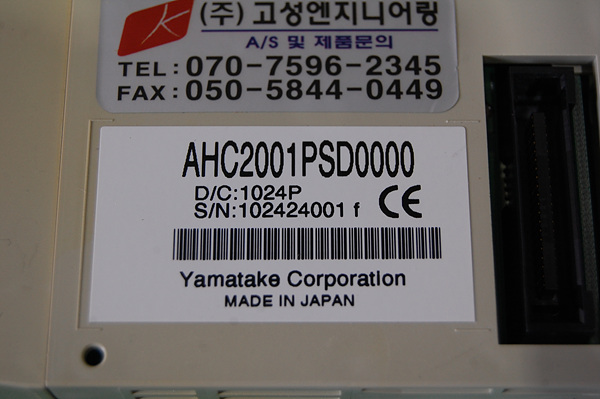 (주) 고성엔지니어링
A/S 및 제품문의
TEL : 070-7596-2345
FAX : 050-5844-0449
AHC2001PSD0000
D/C:1024P
S/N:102424001 f CE
Yamatake Corporation
MADE IN JAPAN